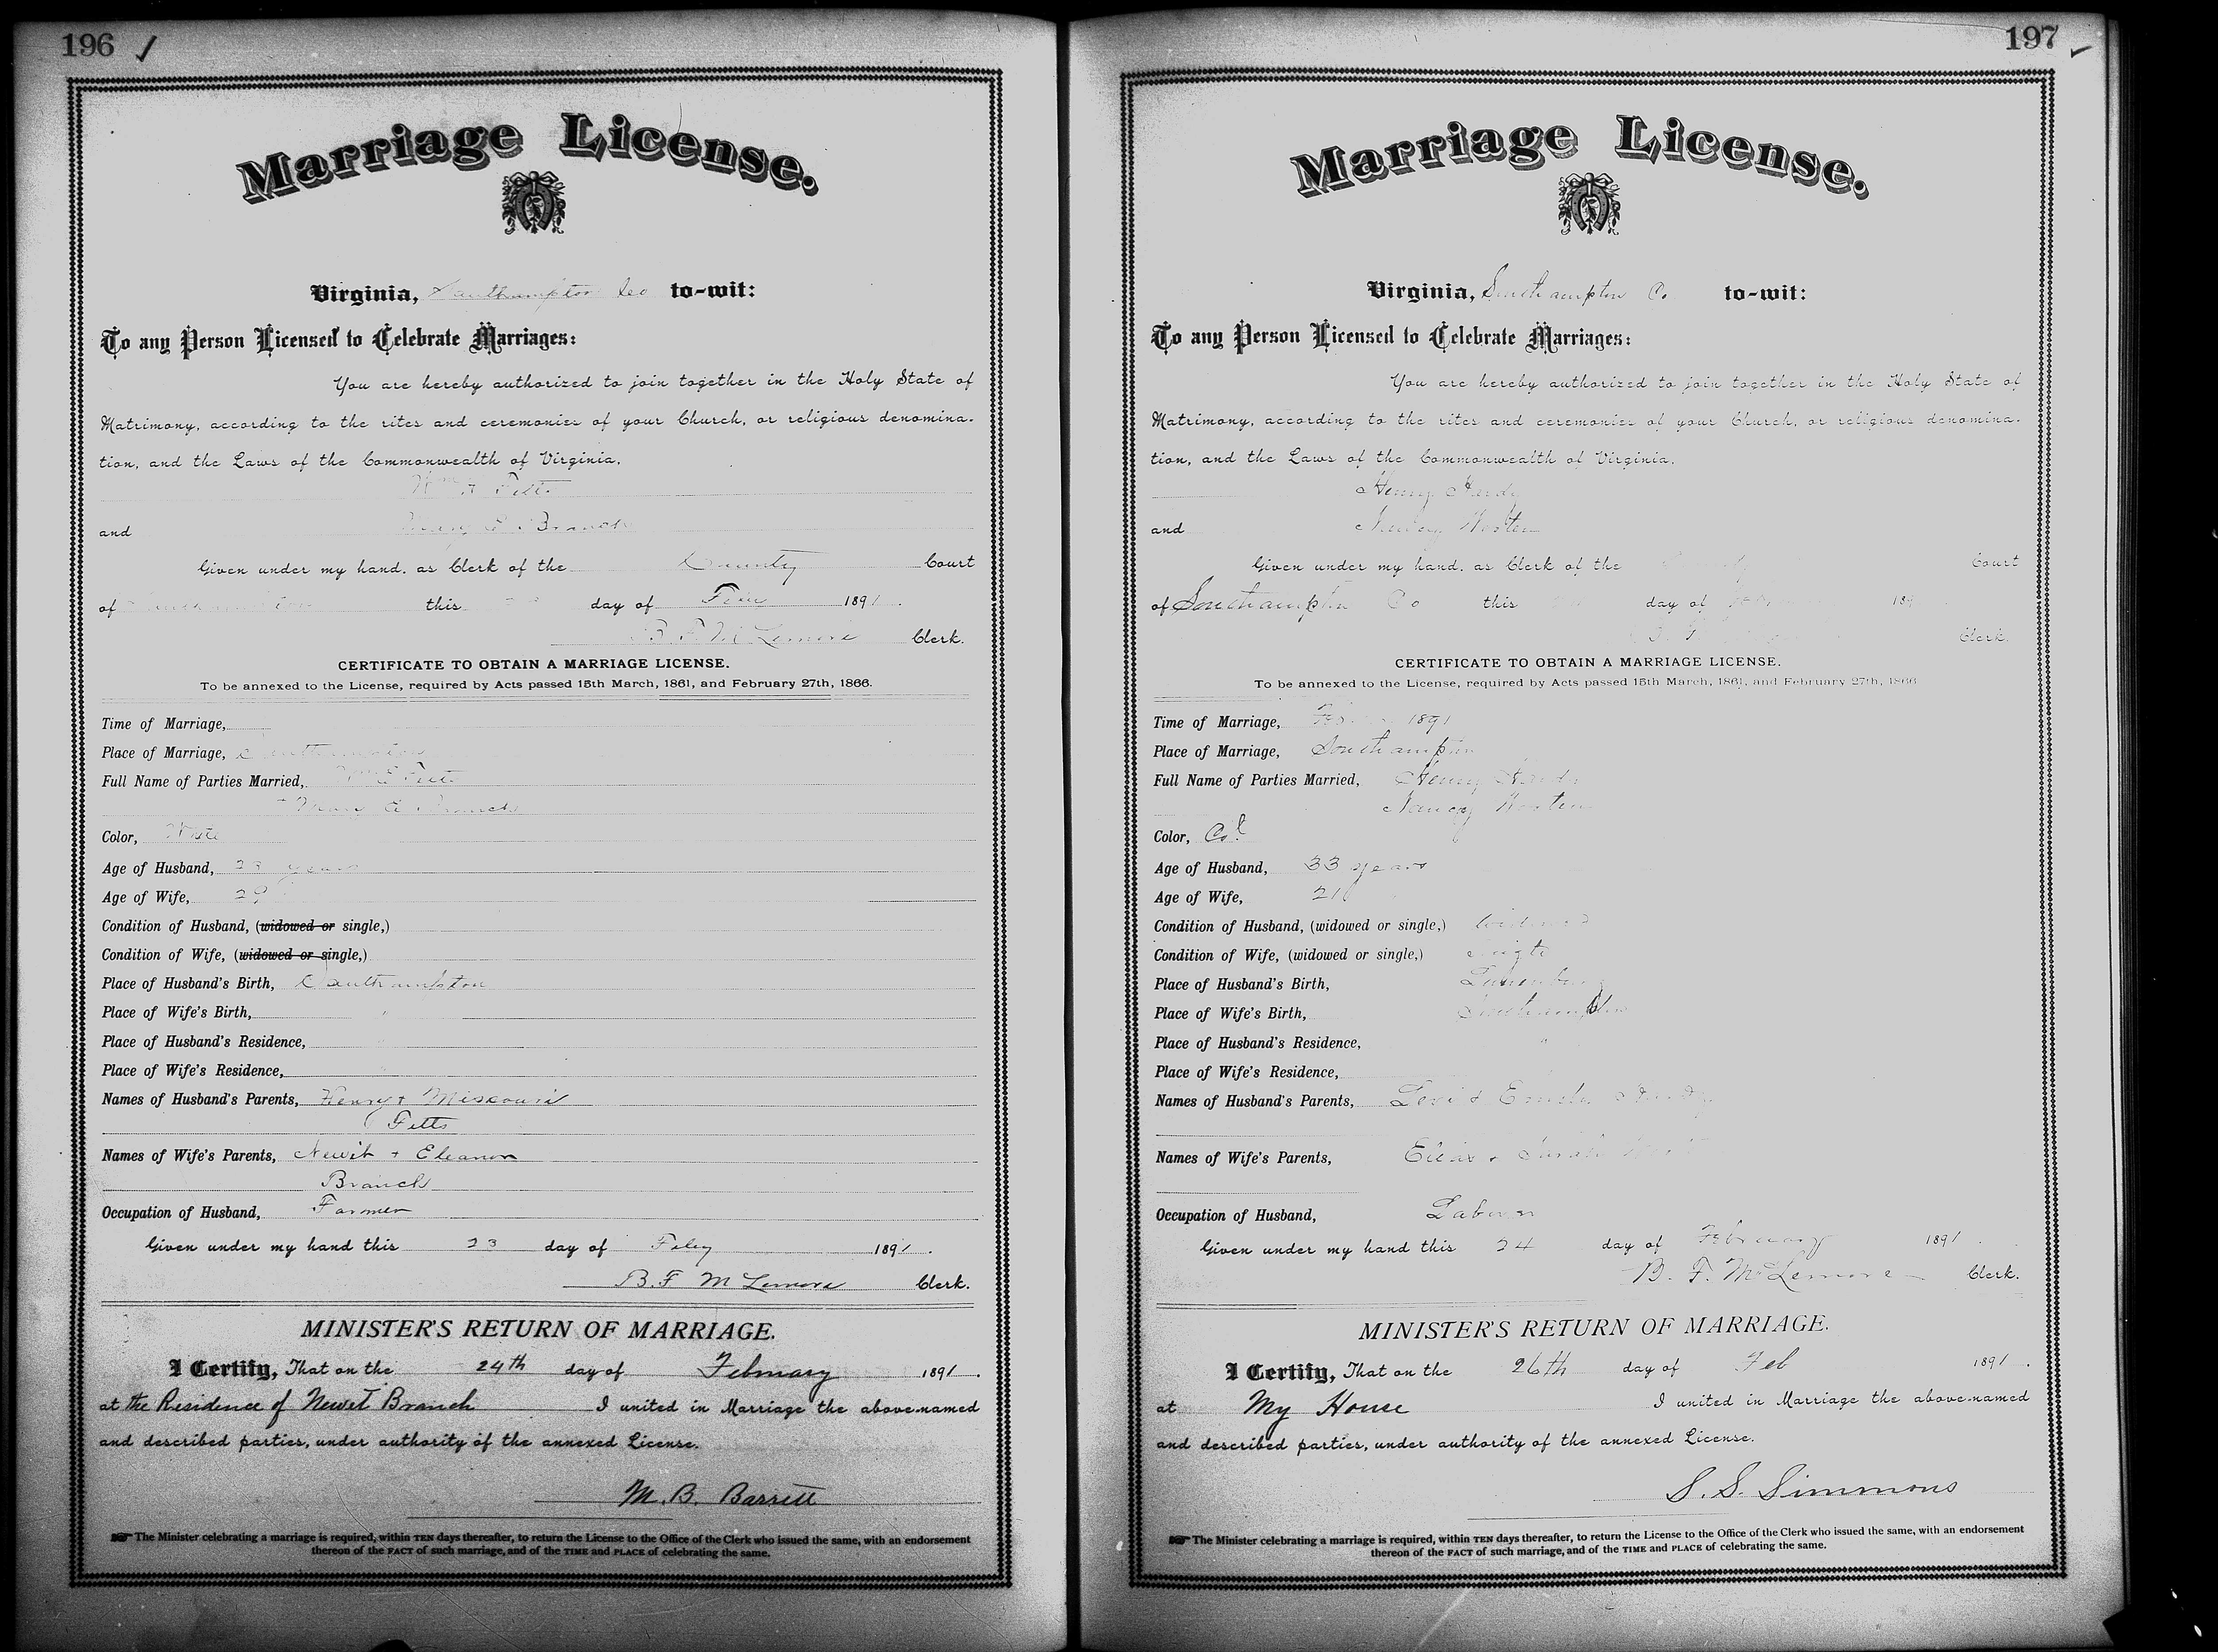 196
Marriage License.
Virginia, Southampton Co to-wit:
To any Person Licensed to Celebrate Marriages:
You are hereby authorized to join together in the Holy State of
Matrimony, according to the rites and ceremonies of your Church, or religious denomina-
tion, and the Laws of the Commonwealth of Virginia.
Felts
and Mary Branch
Given under my hand, as Clerk of the County Court
of Southampton this day of Feby 1891.
B. F. McLemore Clerk.
CERTIFICATE TO OBTAIN A MARRIAGE LICENSE.
To be annexed to the License, required by Acts passed 15th March, 1861, and February 27th, 1866.
Time of Marriage,
Place of Marriage, Southampton
Full Name of Parties Married, Felts
Mary Branch
Color,
Age of Husband, years
Age of Wife, 29
Condition of Husband, (widowed or single,)
Condition of Wife, (widowed or single,)
Place of Husband's Birth, Southampton
Place of Wife's Birth, "
Place of Husband's Residence,
Place of Wife's Residence,
Names of Husband's Parents, Henry + Missouri
Felts
Names of Wife's Parents, Newit + Eleanor
Branch
Occupation of Husband, Farmer
Given under my hand this 23 day of Feby 1891.
B. F McLemore Clerk.
MINISTER'S RETURN OF MARRIAGE.
I Certify, That on the 24th day of February 1891.
at the Residence of Newit Branch I united in Marriage the above-named
and described parties, under authority of the annexed License.
M. B. Barrett
The Minister celebrating a marriage is required, within TEN days thereafter, to return the License to the Office of the Clerk who issued the same, with an endorsement
thereon of the FACT of such marriage, and of the TIME and PLACE of celebrating the same.
197
Marriage License.
Virginia, Southampton Co to-wit:
To any Person Licensed to Celebrate Marriages:
You are hereby authorized to join together in the Holy State of
Matrimony, according to the rites and ceremonies of your Church, or religious denomina-
tion, and the Laws of the Commonwealth of Virginia.
Henry Hardy
and Nancy Worten
Given under my hand, as Clerk of the Court
of Southampton Co this day of 189
Clerk.
CERTIFICATE TO OBTAIN A MARRIAGE LICENSE.
To be annexed to the License, required by Acts passed 15th March, 1861, and February 27th, 1866
Time of Marriage, 1891
Place of Marriage, Southampton
Full Name of Parties Married, Henry Hardy
Nancy Worten
Color, Col
Age of Husband, 33 years
Age of Wife, 21
Condition of Husband, (widowed or single,) widowed
Condition of Wife, (widowed or single,) single
Place of Husband's Birth, Lunenburg
Place of Wife's Birth, Southampton
Place of Husband's Residence, "
Place of Wife's Residence,
Names of Husband's Parents, Levi + Hardy
Names of Wife's Parents, Sarah
Occupation of Husband, Laborer
Given under my hand this 24 day of February 1891.
B. F. McLemore Clerk.
MINISTER'S RETURN OF MARRIAGE.
I Certify, That on the 26th day of Feb 1891.
at My House I united in Marriage the above-named
and described parties, under authority of the annexed License.
S. S. Simmons
The Minister celebrating a marriage is required, within TEN days thereafter, to return the License to the Office of the Clerk who issued the same, with an endorsement
thereon of the FACT of such marriage, and of the TIME and PLACE of celebrating the same.